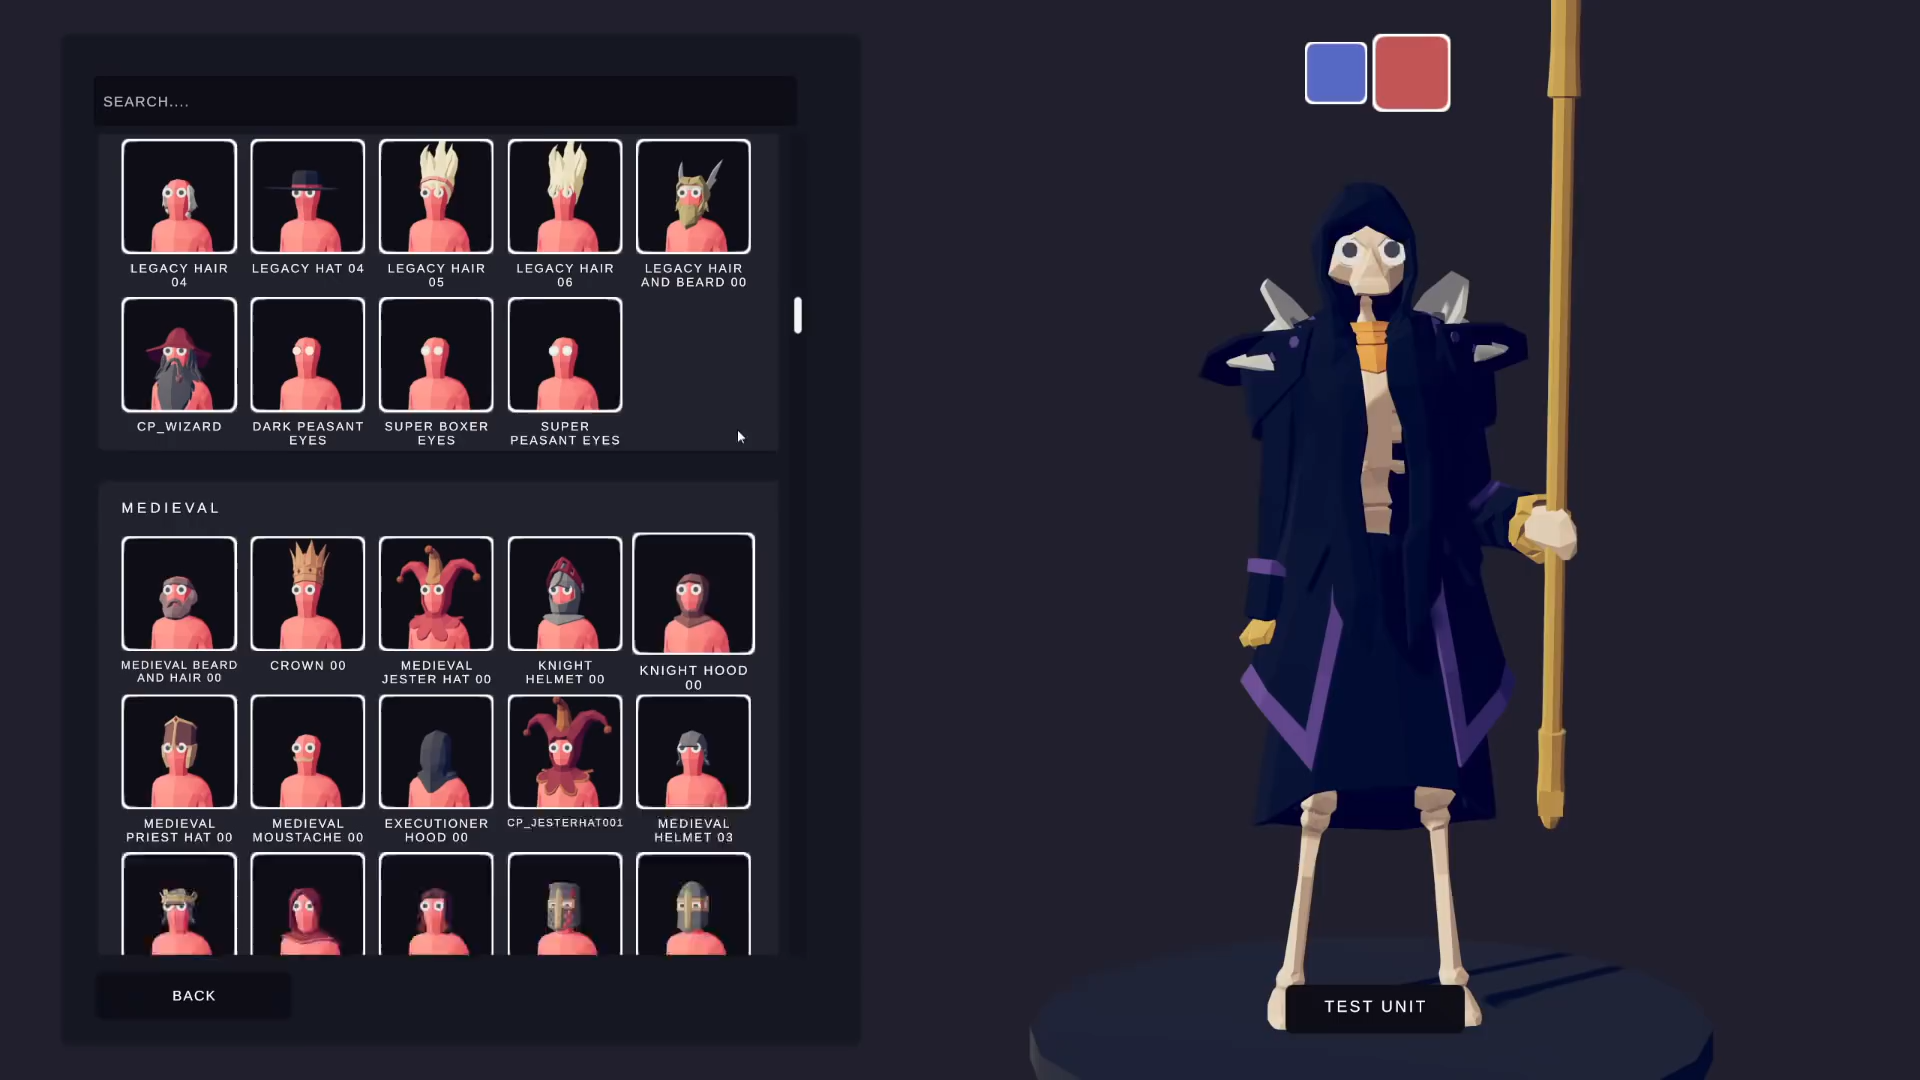 SEARCH....
LEGACY HAIR
04
LEGACY HAT 04
LEGACY HAIR
05
LEGACY HAIR
06
LEGACY HAIR
AND BEARD 00
CP_WIZARD
DARK PEASANT
EYES
SUPER BOXER
EYES
SUPER
PEASANT EYES
MEDIEVAL
MEDIEVAL BEARD
AND HAIR 00
CROWN 00
MEDIEVAL
JESTER HAT 00
KNIGHT
HELMET 00
KNIGHT HOOD
00
MEDIEVAL
PRIEST HAT 00
MEDIEVAL
MOUSTACHE 00
EXECUTIONER
HOOD 00
CP_JESTERHAT001
MEDIEVAL
HELMET 03
BACK
TEST UNIT